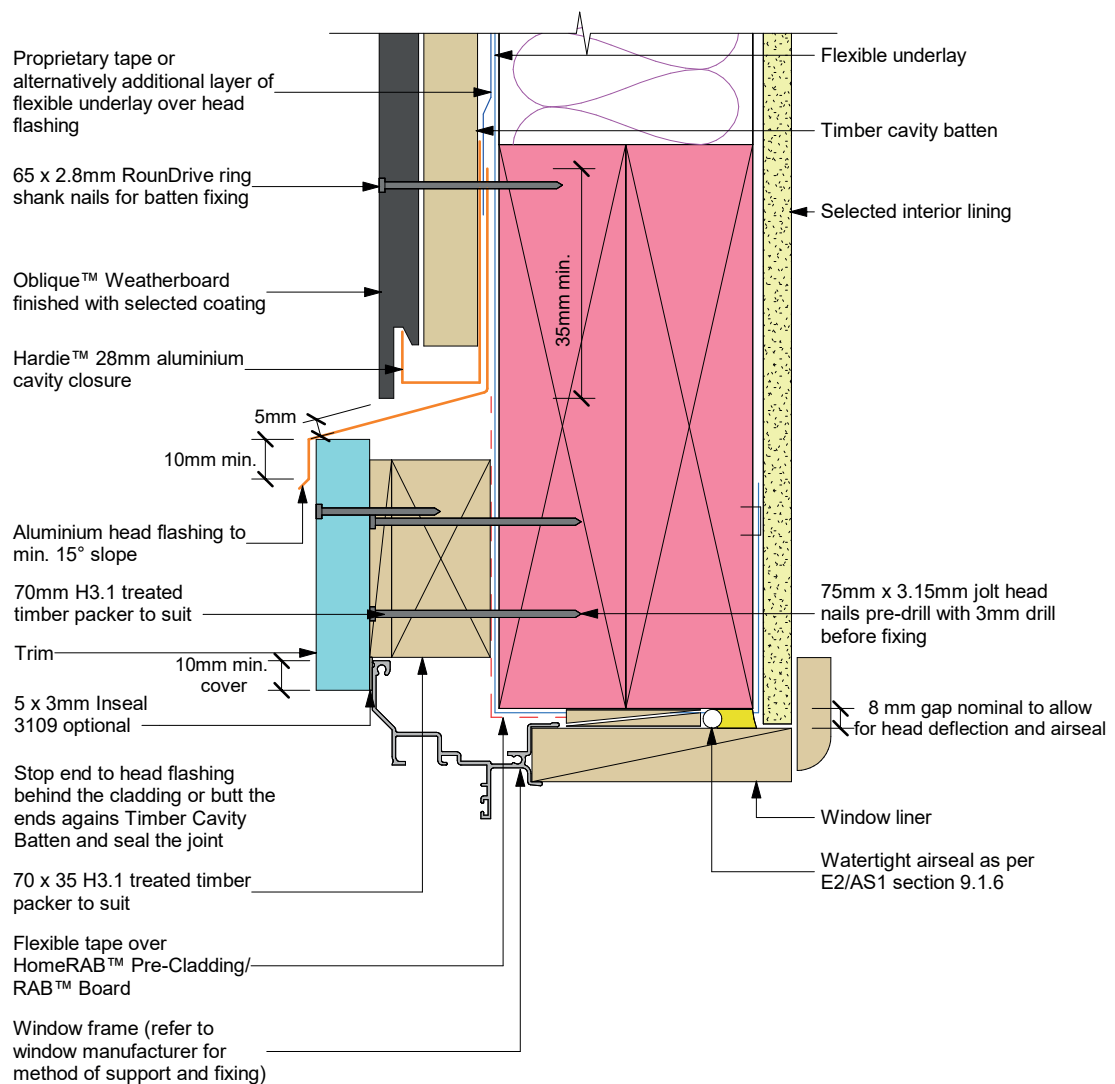 Proprietary tape or
alternatively additional layer of
flexible underlay over head
flashing
65 x 2.8mm RounDrive ring
shank nails for batten fixing
Oblique™ Weatherboard
finished with selected coating
Hardie™ 28mm aluminium
cavity closure
5mm
10mm min.
Aluminium head flashing to
min. 15° slope
70mm H3.1 treated
timber packer to suit
Trim
10mm min.
cover
5 x 3mm Inseal
3109 optional
Stop end to head flashing
behind the cladding or butt the
ends agains Timber Cavity
Batten and seal the joint
70 x 35 H3.1 treated timber
packer to suit
Flexible tape over
HomeRAB™ Pre-Cladding/
RAB™ Board
Window frame (refer to
window manufacturer for
method of support and fixing)
35mm min.
Flexible underlay
Timber cavity batten
Selected interior lining
75mm x 3.15mm jolt head
nails pre-drill with 3mm drill
before fixing
8 mm gap nominal to allow
for head deflection and airseal
Window liner
Watertight airseal as per
E2/AS1 section 9.1.6